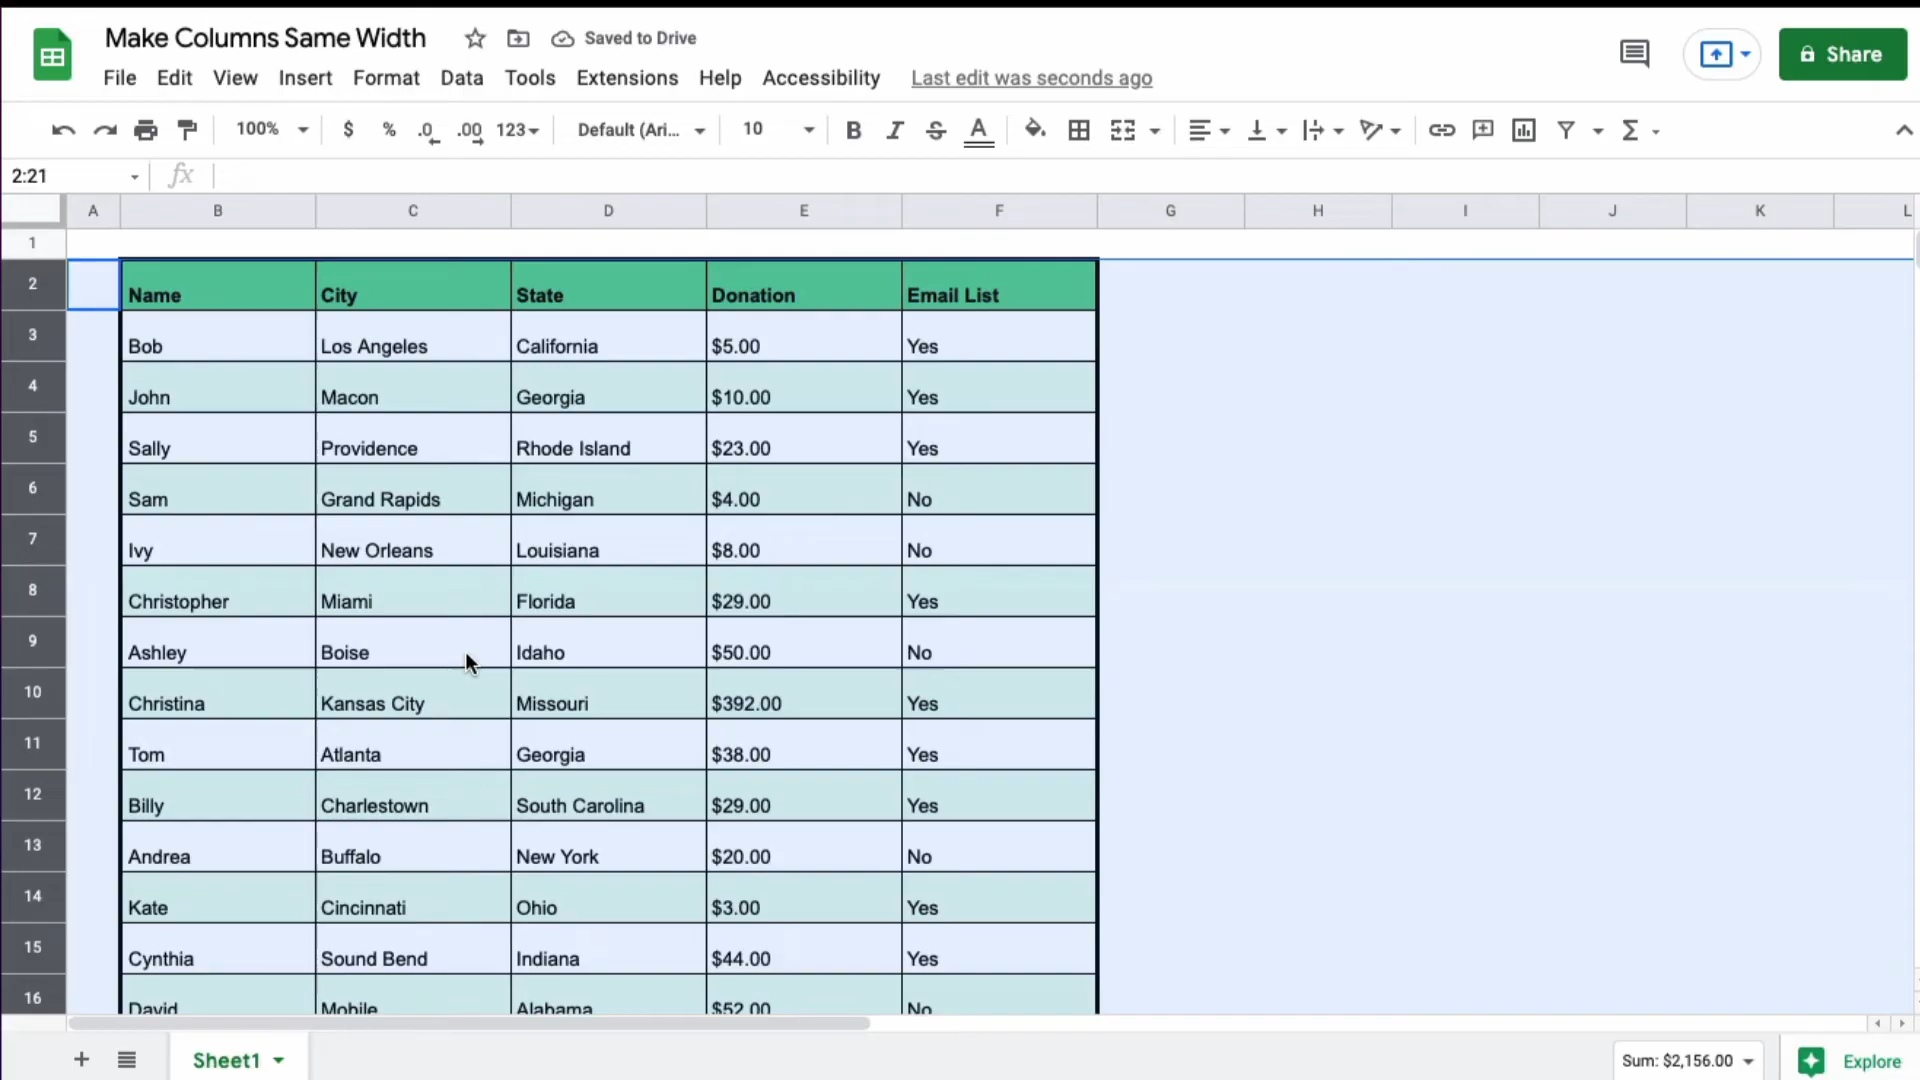 Make Columns Same Width Saved to Drive
File Edit View Insert Format Data Tools Extensions Help Accessibility Last edit was seconds ago
Share
100% $ % .0 .00 123 Default (Ari... 10 B I S A Σ
2:21 fx
A B C D E F G H I J K L
1
2 Name City State Donation Email List
3 Bob Los Angeles California $5.00 Yes
4 John Macon Georgia $10.00 Yes
5 Sally Providence Rhode Island $23.00 Yes
6 Sam Grand Rapids Michigan $4.00 No
7 Ivy New Orleans Louisiana $8.00 No
8 Christopher Miami Florida $29.00 Yes
9 Ashley Boise Idaho $50.00 No
10 Christina Kansas City Missouri $392.00 Yes
11 Tom Atlanta Georgia $38.00 Yes
12 Billy Charlestown South Carolina $29.00 Yes
13 Andrea Buffalo New York $20.00 No
14 Kate Cincinnati Ohio $3.00 Yes
15 Cynthia Sound Bend Indiana $44.00 Yes
16 David Mobile Alabama $52.00 No
Sheet1 Sum: $2,156.00 Explore